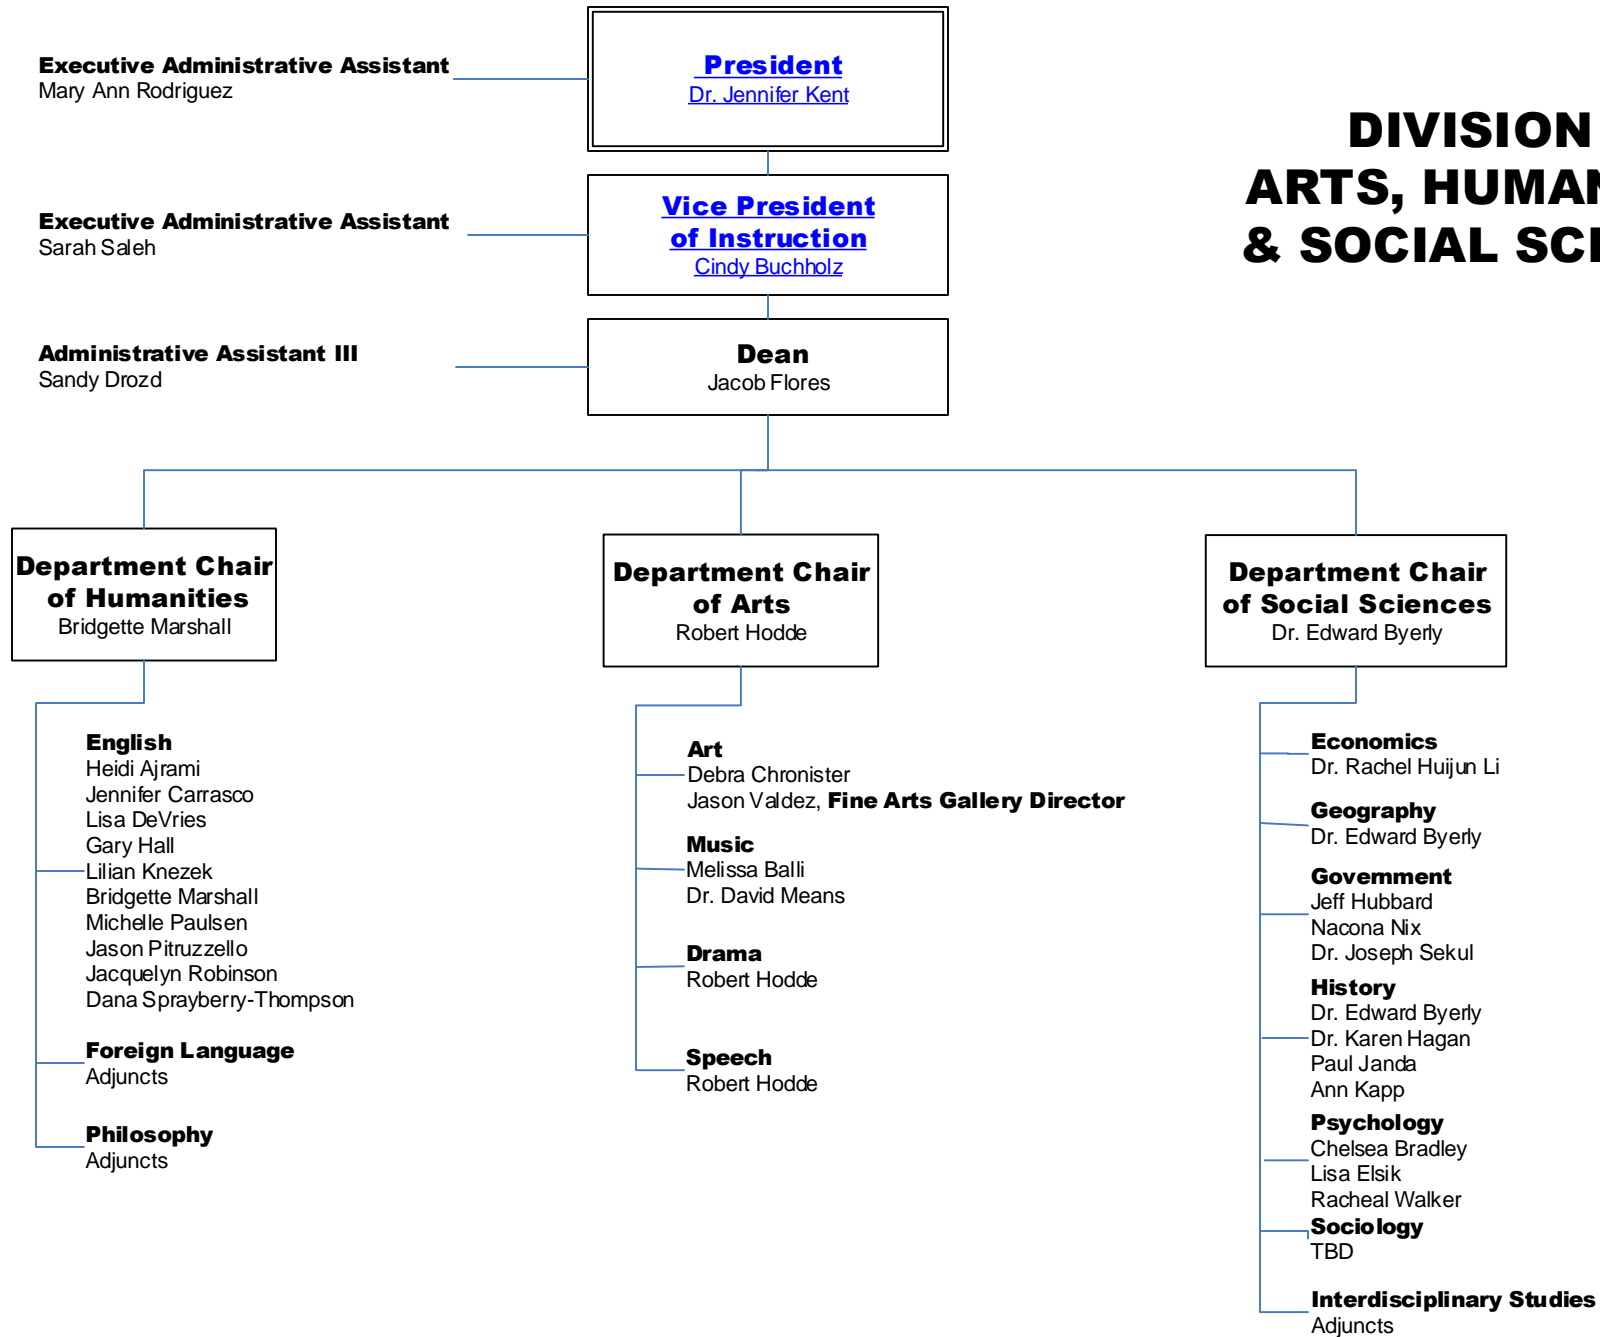 Executive Administrative Assistant
Mary Ann Rodriguez
President
Dr. Jennifer Kent
DIVISION
ARTS, HUMAN
& SOCIAL SCI
Executive Administrative Assistant
Sarah Saleh
Vice President
of Instruction
Cindy Buchholz
Administrative Assistant III
Sandy Drozd
Dean
Jacob Flores
Department Chair
of Humanities
Bridgette Marshall
Department Chair
of Arts
Robert Hodde
Department Chair
of Social Sciences
Dr. Edward Byerly
English
Heidi Ajrami
Jennifer Carrasco
Lisa DeVries
Gary Hall
Lilian Knezek
Bridgette Marshall
Michelle Paulsen
Jason Pitruzzello
Jacquelyn Robinson
Dana Sprayberry-Thompson
Foreign Language
Adjuncts
Philosophy
Adjuncts
Art
Debra Chronister
Jason Valdez, Fine Arts Gallery Director
Music
Melissa Balli
Dr. David Means
Drama
Robert Hodde
Speech
Robert Hodde
Economics
Dr. Rachel Huijun Li
Geography
Dr. Edward Byerly
Government
Jeff Hubbard
Nacona Nix
Dr. Joseph Sekul
History
Dr. Edward Byerly
Dr. Karen Hagan
Paul Janda
Ann Kapp
Psychology
Chelsea Bradley
Lisa Elsik
Racheal Walker
Sociology
TBD
Interdisciplinary Studies
Adjuncts